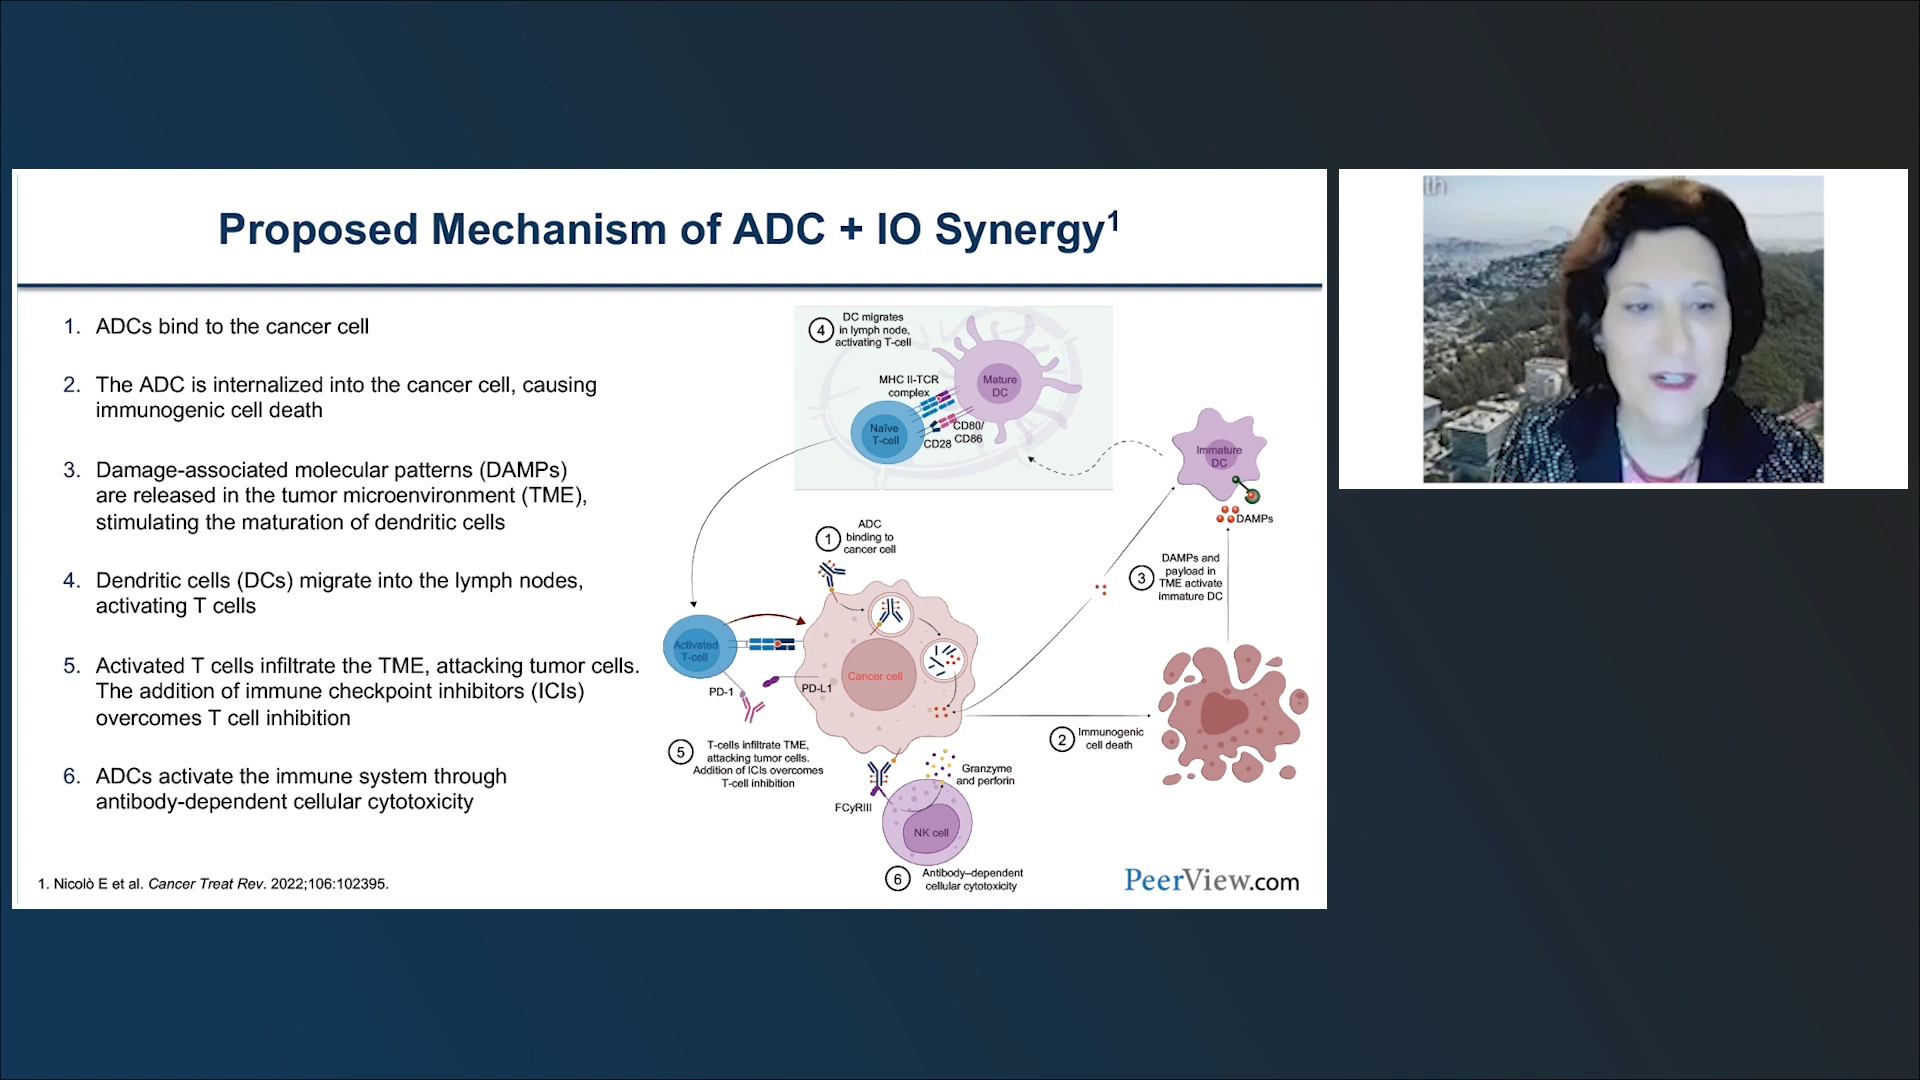 Proposed Mechanism of ADC + IO Synergy1
1. ADCs bind to the cancer cell
2. The ADC is internalized into the cancer cell, causing
immunogenic cell death
3. Damage-associated molecular patterns (DAMPs)
are released in the tumor microenvironment (TME),
stimulating the maturation of dendritic cells
4. Dendritic cells (DCs) migrate into the lymph nodes,
activating T cells
5. Activated T cells infiltrate the TME, attacking tumor cells.
The addition of immune checkpoint inhibitors (ICIs)
overcomes T cell inhibition
6. ADCs activate the immune system through
antibody-dependent cellular cytotoxicity
1. Nicolò E et al. Cancer Treat Rev. 2022;106:102395.
4
DC migrates
in lymph node,
activating T-cell
MHC II-TCR
complex
Mature
DC
Naïve
T-cell
CD28
CD80/
CD86
Immature
DC
DAMPs
1
ADC
binding to
cancer cell
3
DAMPs and
payload in
TME activate
immature DC
Activated
T-cell
PD-1
PD-L1
Cancer cell
2
Immunogenic
cell death
5
T-cells infiltrate TME,
attacking tumor cells.
Addition of ICIs overcomes
T-cell inhibition
Granzyme
and perforin
FCγRIII
NK cell
6
Antibody–dependent
cellular cytotoxicity
PeerView.com
th